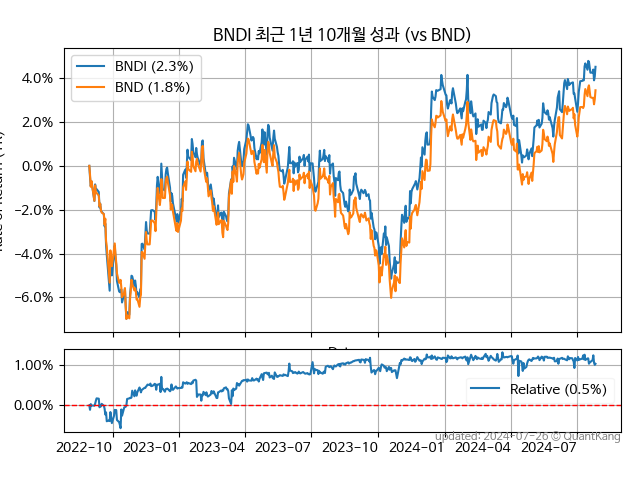 BNDI 최근 1년 10개월 성과 (vs BND)
BNDI (2.3%)
BND (1.8%)
4.0%
2.0%
0.0%
−2.0%
−4.0%
−6.0%
1.00%
0.00%
Relative (0.5%)
2022-10 2023-01 2023-04 2023-07 2023-10 2024-01 2024-04 2024-07
updated: 2024-07-26 © QuantKang